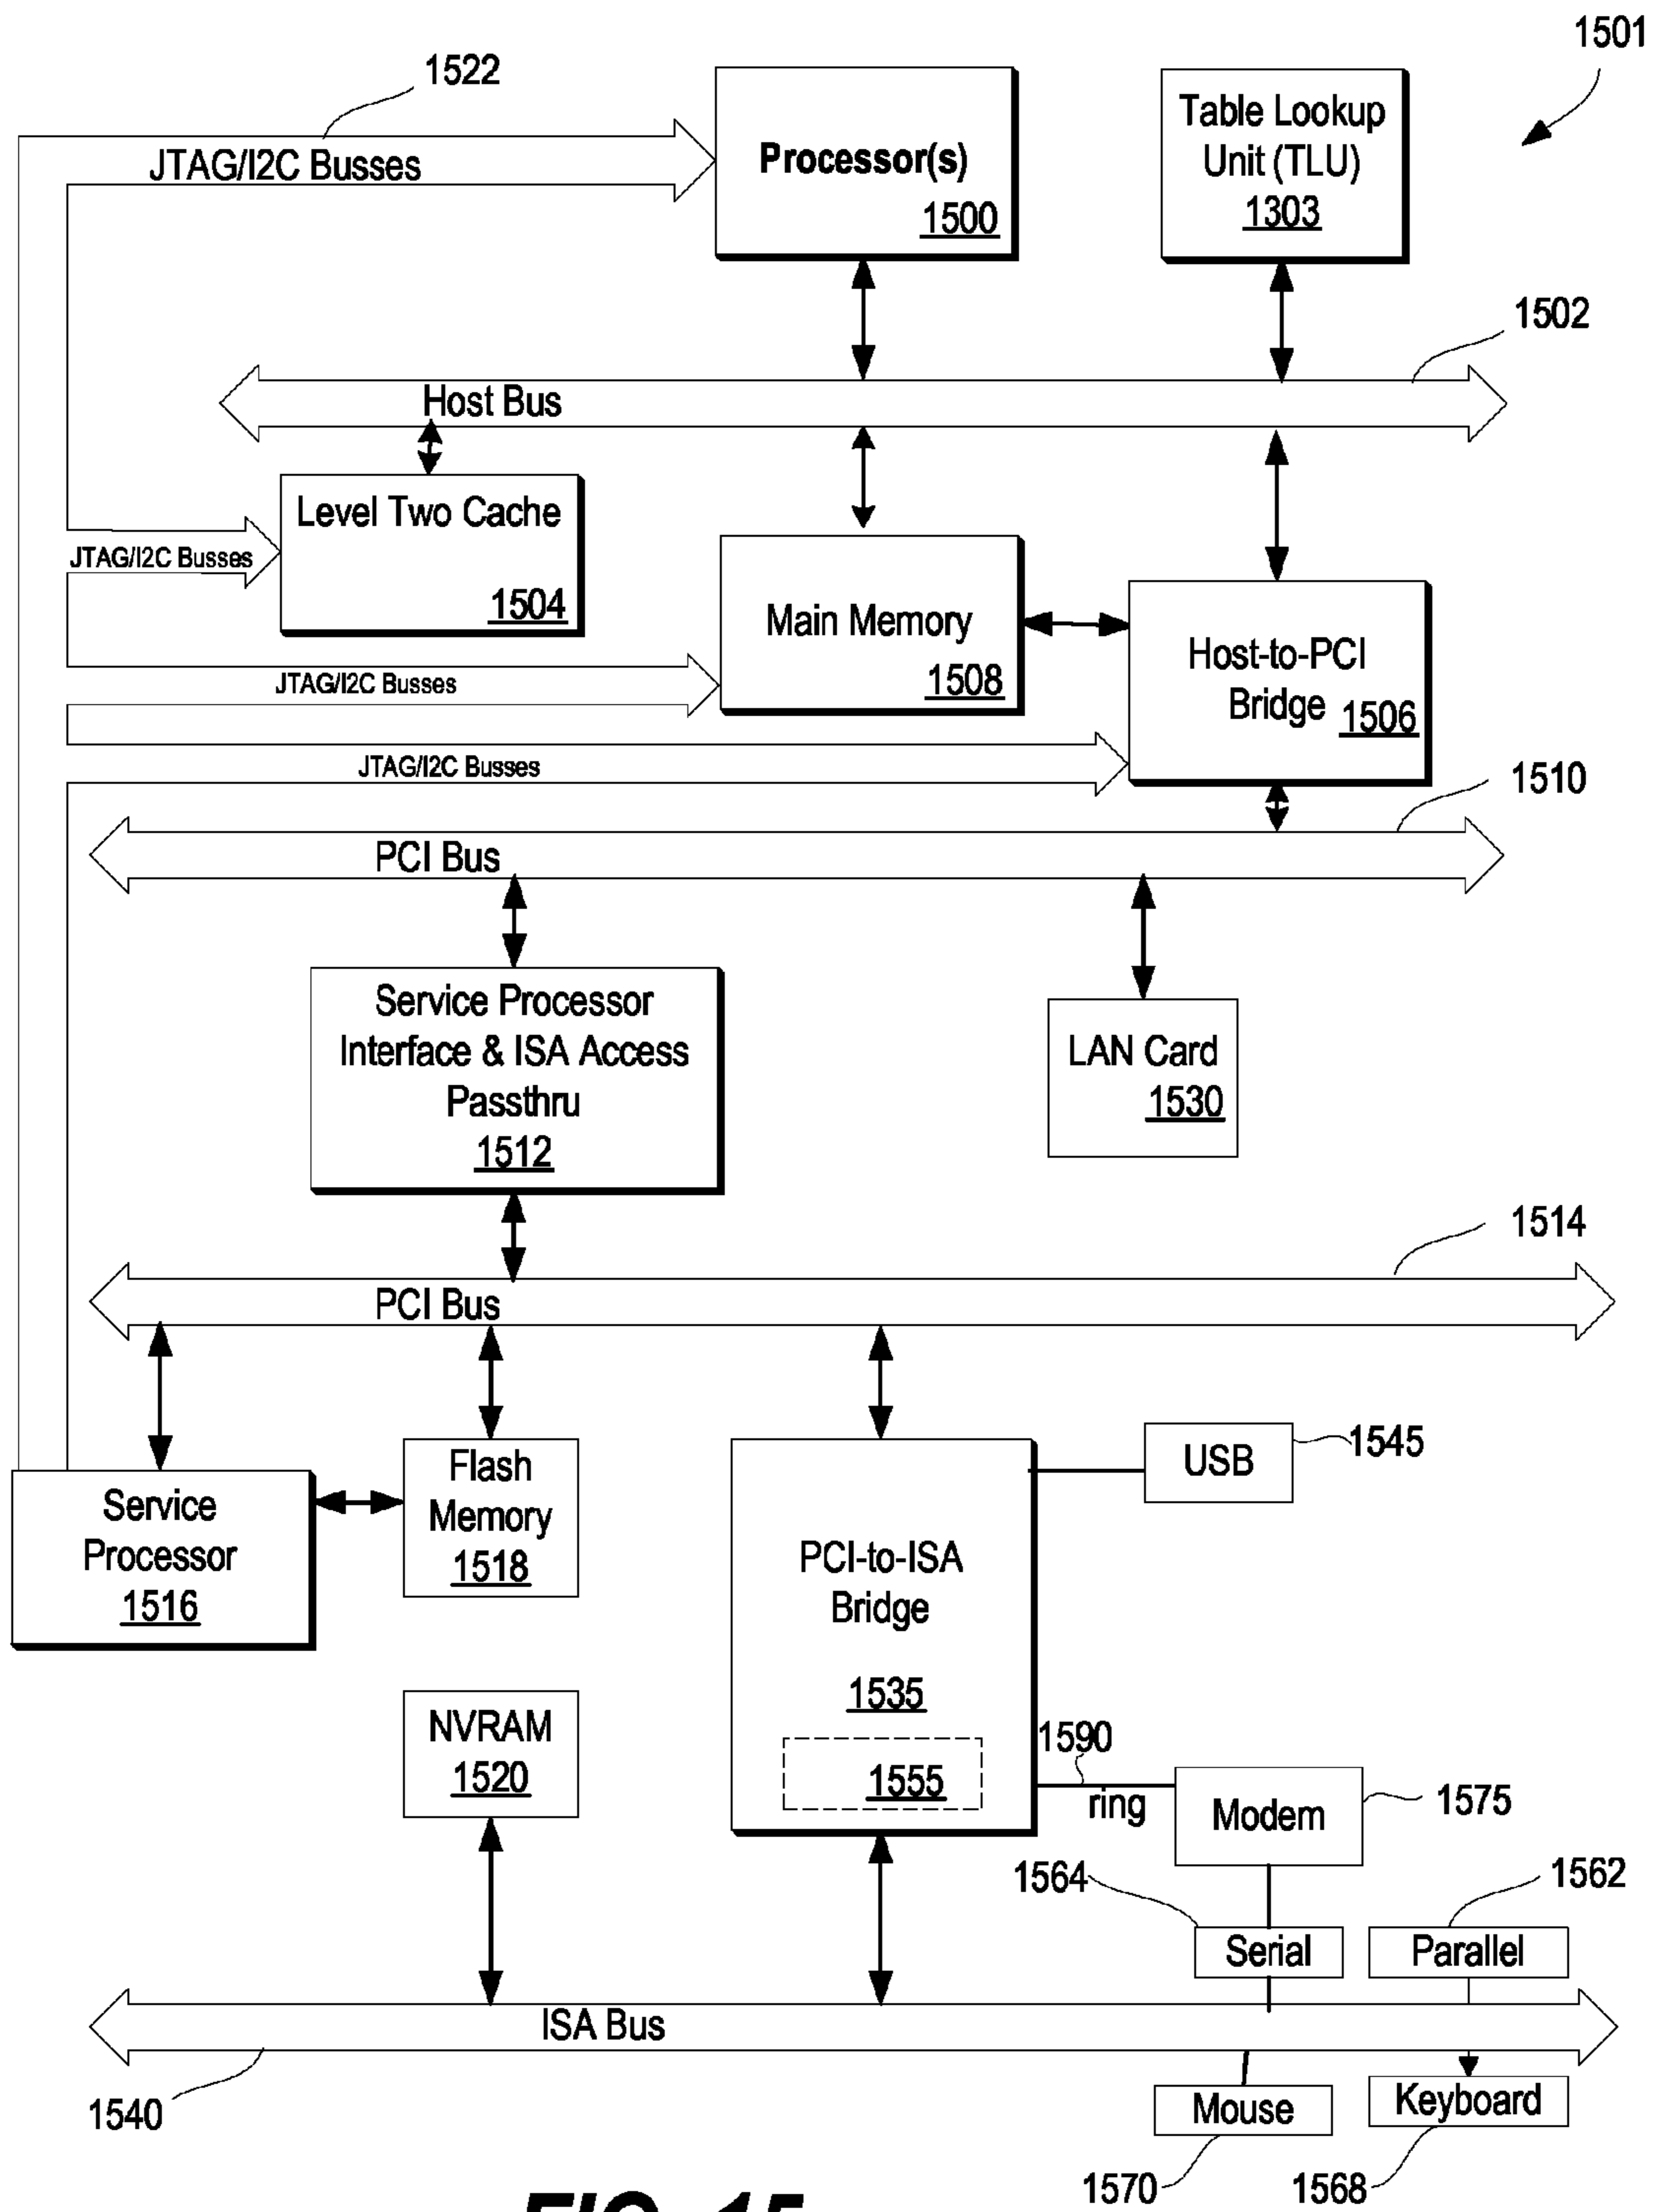 1501
1522
JTAG/I2C Busses
Processor(s)
1500
Table Lookup
Unit (TLU)
1303
1502
Host Bus
Level Two Cache
1504
JTAG/I2C Busses
Main Memory
1508
Host-to-PCI
Bridge 1506
JTAG/I2C Busses
JTAG/I2C Busses
1510
PCI Bus
Service Processor
Interface & ISA Access
Passthru
1512
LAN Card
1530
1514
PCI Bus
Service
Processor
1516
Flash
Memory
1518
USB
1545
PCI-to-ISA
Bridge
1535
1555
NVRAM
1520
1590
ring
Modem
1575
1564
1562
Serial
Parallel
ISA Bus
1540
Mouse
Keyboard
1570
1568
FIG. 15